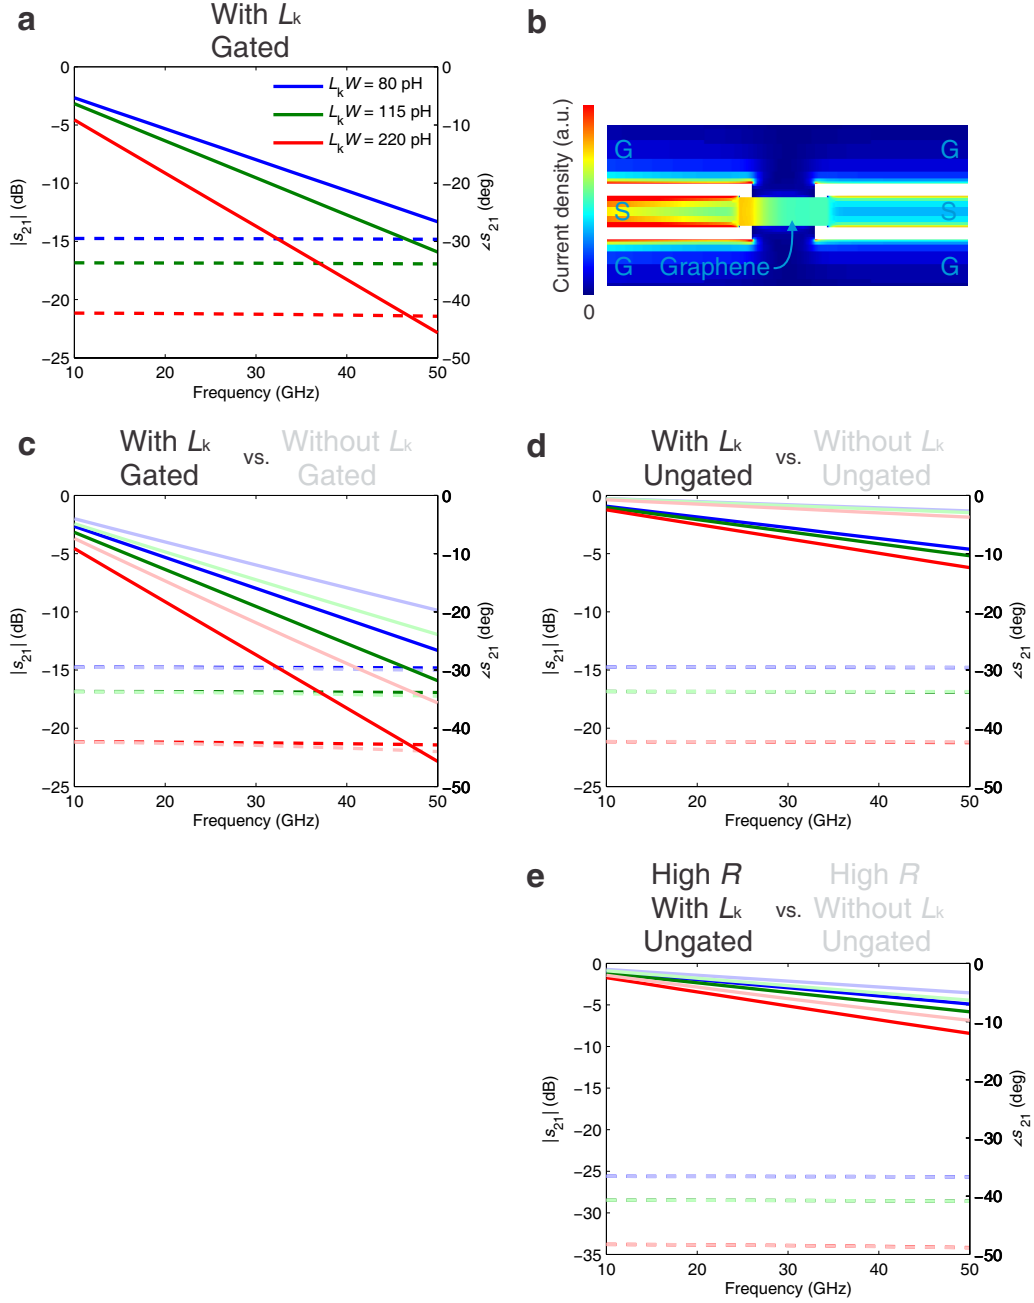 a
With Lk
Gated
0
−5
−10
−15
−20
−25
|s21| (dB)
LkW = 80 pH
LkW = 115 pH
LkW = 220 pH
0
−10
−20
−30
−40
−50
∠s21 (deg)
10 20 30 40 50
Frequency (GHz)
b
Current density (a.u.)
0
G G
S S
G Graphene G
c
With Lk vs. Without Lk
Gated Gated
0
−5
−10
−15
−20
−25
|s21| (dB)
0
−10
−20
−30
−40
−50
∠s21 (deg)
10 20 30 40 50
Frequency (GHz)
d
With Lk vs. Without Lk
Ungated Ungated
0
−5
−10
−15
−20
−25
|s21| (dB)
0
−10
−20
−30
−40
−50
∠s21 (deg)
10 20 30 40 50
Frequency (GHz)
e
High R High R
With Lk vs. Without Lk
Ungated Ungated
0
−5
−10
−15
−20
−25
−30
−35
|s21| (dB)
0
−10
−20
−30
−40
−50
∠s21 (deg)
10 20 30 40 50
Frequency (GHz)